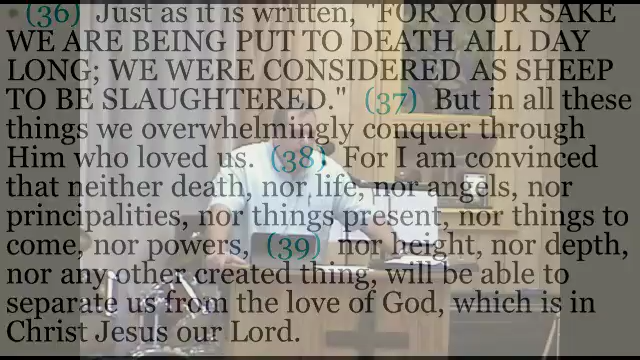 (36) Just as it is written, "FOR YOUR SAKE
WE ARE BEING PUT TO DEATH ALL DAY
LONG; WE WERE CONSIDERED AS SHEEP
TO BE SLAUGHTERED." (37) But in all these
things we overwhelmingly conquer through
Him who loved us. (38) For I am convinced
that neither death, nor life, nor angels, nor
principalities, nor things present, nor things to
come, nor powers, (39) nor height, nor depth,
nor any other created thing, will be able to
separate us from the love of God, which is in
Christ Jesus our Lord.